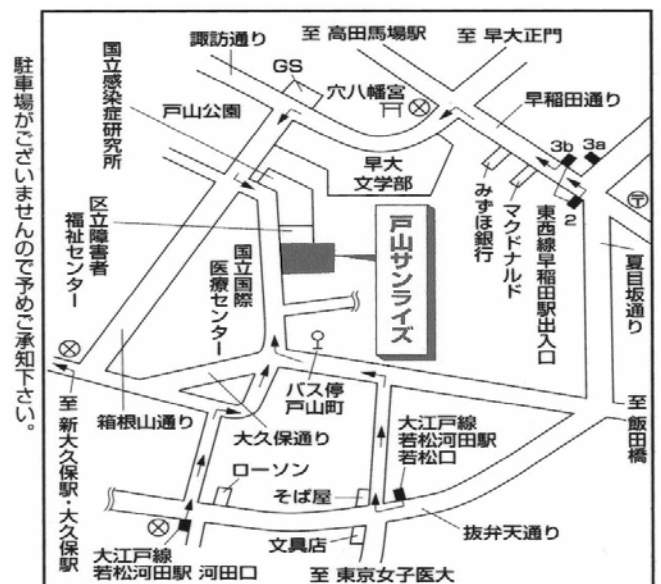 駐車場がございませんので予めご承知下さい。
国立感染症研究所
諏訪通り
至 高田馬場駅
至 早大正門
GS
穴八幡宮
戸山公園
早稲田通り
3b
3a
早大
文学部
みずほ銀行
マクドナルド
2
東西線早稲田駅出入口
夏目坂通り
区立障害者
福祉センター
戸山サンライズ
国立国際
医療センター
バス停
戸山町
箱根山通り
大久保通り
至 新大久保駅・大久保駅
至 飯田橋
大江戸線
若松河田駅
若松口
ローソン
そば屋
抜弁天通り
文具店
大江戸線
若松河田駅 河田口
至 東京女子医大